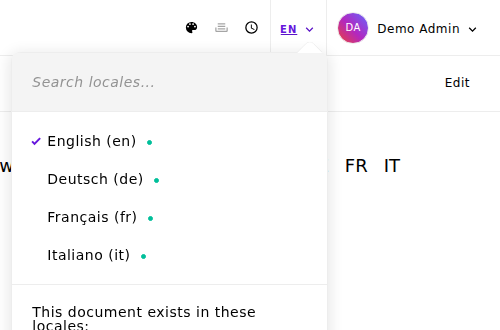 EN
DA
Demo Admin
Search locales...
Edit
English (en)
w
FR IT
Deutsch (de)
Français (fr)
Italiano (it)
This document exists in these
locales: